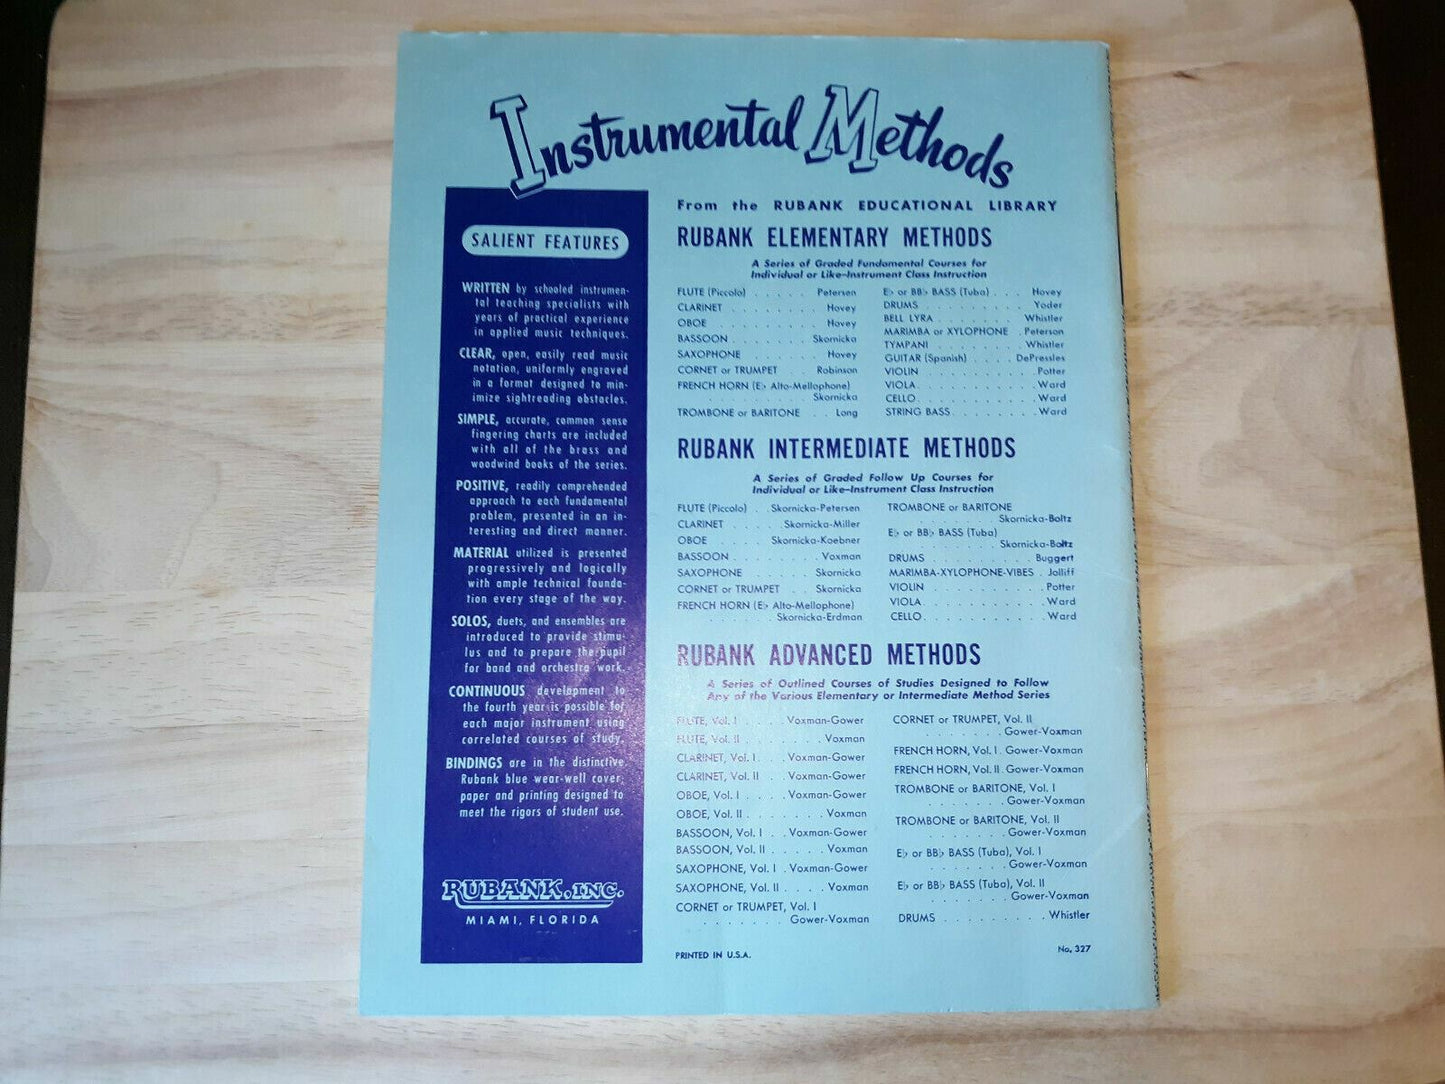 Instrumental Methods
SALIENT FEATURES
WRITTEN by schooled instrumen-
tal teaching specialists with
years of practical experience
in applied music techniques.
CLEAR, open, easily read music
notation, uniformly engraved
in a format designed to min-
imize sightreading obstacles.
SIMPLE, accurate, common sense
fingering charts are included
with all of the brass and
woodwind books of the series.
POSITIVE, readily comprehended
approach to each fundamental
problem, presented in an in-
teresting and direct manner.
MATERIAL utilized is presented
progressively and logically
with ample technical founda-
tion every stage of the way.
SOLOS, duets, and ensembles are
introduced to provide stimu-
lus and to prepare the pupil
for band and orchestra work.
CONTINUOUS development to
the fourth year is possible for
each major instrument using
correlated courses of study.
BINDINGS are in the distinctive
Rubank blue wear-well cover,
paper and printing designed to
meet the rigors of student use.
RUBANK, INC.
MIAMI, FLORIDA
From the RUBANK EDUCATIONAL LIBRARY
RUBANK ELEMENTARY METHODS
A Series of Graded Fundamental Courses for
Individual or Like-Instrument Class Instruction
FLUTE (Piccolo) . . . . . Petersen
CLARINET . . . . . . . . Hovey
OBOE . . . . . . . . . Hovey
BASSOON . . . . . . . Skornicka
SAXOPHONE . . . . . . . Hovey
CORNET or TRUMPET . . . . Robinson
FRENCH HORN (E♭ Alto-Mellophone)
. . . . . . . . . Skornicka
TROMBONE or BARITONE . . Long
E♭ or BB♭ BASS (Tuba) . . . Hovey
DRUMS . . . . . . . . . . Yoder
BELL LYRA . . . . . . . . Whistler
MARIMBA or XYLOPHONE . Peterson
TYMPANI . . . . . . . . Whistler
GUITAR (Spanish) . . . . DePressles
VIOLIN . . . . . . . . . . Potter
VIOLA . . . . . . . . . . Ward
CELLO . . . . . . . . . . Ward
STRING BASS . . . . . . . Ward
RUBANK INTERMEDIATE METHODS
A Series of Graded Follow Up Courses for
Individual or Like-Instrument Class Instruction
FLUTE (Piccolo) . . Skornicka-Petersen
CLARINET . . . . . Skornicka-Miller
OBOE . . . . . Skornicka-Koebner
BASSOON . . . . . . . . Voxman
SAXOPHONE . . . . . . Skornicka
CORNET or TRUMPET . . . Skornicka
FRENCH HORN (E♭ Alto-Mellophone)
. . . . . . . Skornicka-Erdman
TROMBONE or BARITONE
. . . . . . . Skornicka-Boltz
E♭ or BB♭ BASS (Tuba)
. . . . . . . Skornicka-Boltz
DRUMS . . . . . . . . . Buggert
MARIMBA-XYLOPHONE-VIBES . Jolliff
VIOLIN . . . . . . . . . . Potter
VIOLA . . . . . . . . . . Ward
CELLO . . . . . . . . . . Ward
RUBANK ADVANCED METHODS
A Series of Outlined Courses of Studies Designed to Follow
Any of the Various Elementary or Intermediate Method Series
FLUTE, Vol. I . . . . Voxman-Gower
FLUTE, Vol. II . . . . . . . Voxman
CLARINET, Vol. I . . . Voxman-Gower
CLARINET, Vol. II . . Voxman-Gower
OBOE, Vol. I . . . . Voxman-Gower
OBOE, Vol. II . . . . . . . Voxman
BASSOON, Vol. I . . Voxman-Gower
BASSOON, Vol. II . . . . . Voxman
SAXOPHONE, Vol. I . Voxman-Gower
SAXOPHONE, Vol. II . . . . Voxman
CORNET or TRUMPET, Vol. I
. . . . . . . Gower-Voxman
CORNET or TRUMPET, Vol. II
. . . . . . . Gower-Voxman
FRENCH HORN, Vol. I . Gower-Voxman
FRENCH HORN, Vol. II . Gower-Voxman
TROMBONE or BARITONE, Vol. I
. . . . . . . Gower-Voxman
TROMBONE or BARITONE, Vol. II
. . . . . . . Gower-Voxman
E♭ or BB♭ BASS (Tuba), Vol. I
. . . . . . . Gower-Voxman
E♭ or BB♭ BASS (Tuba), Vol. II
. . . . . . . Gower-Voxman
DRUMS . . . . . . . . . Whistler
PRINTED IN U.S.A.
No. 327